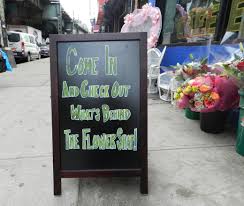 Come In
And Check Out
What's Behind
The Flower Shop!